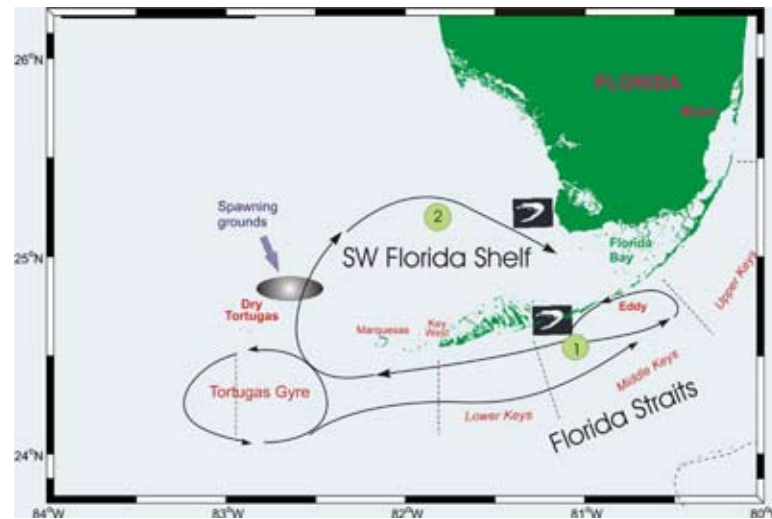 26°N
FLORIDA
Miami
Spawning
grounds
2
25°N
SW Florida Shelf
Florida
Bay
Upper Keys
Dry
Tortugas
Eddy
Marquesas
Key
West
1
Tortugas Gyre
Middle Keys
Lower Keys
Florida Straits
24°N
84°W
83°W
82°W
81°W
80°W